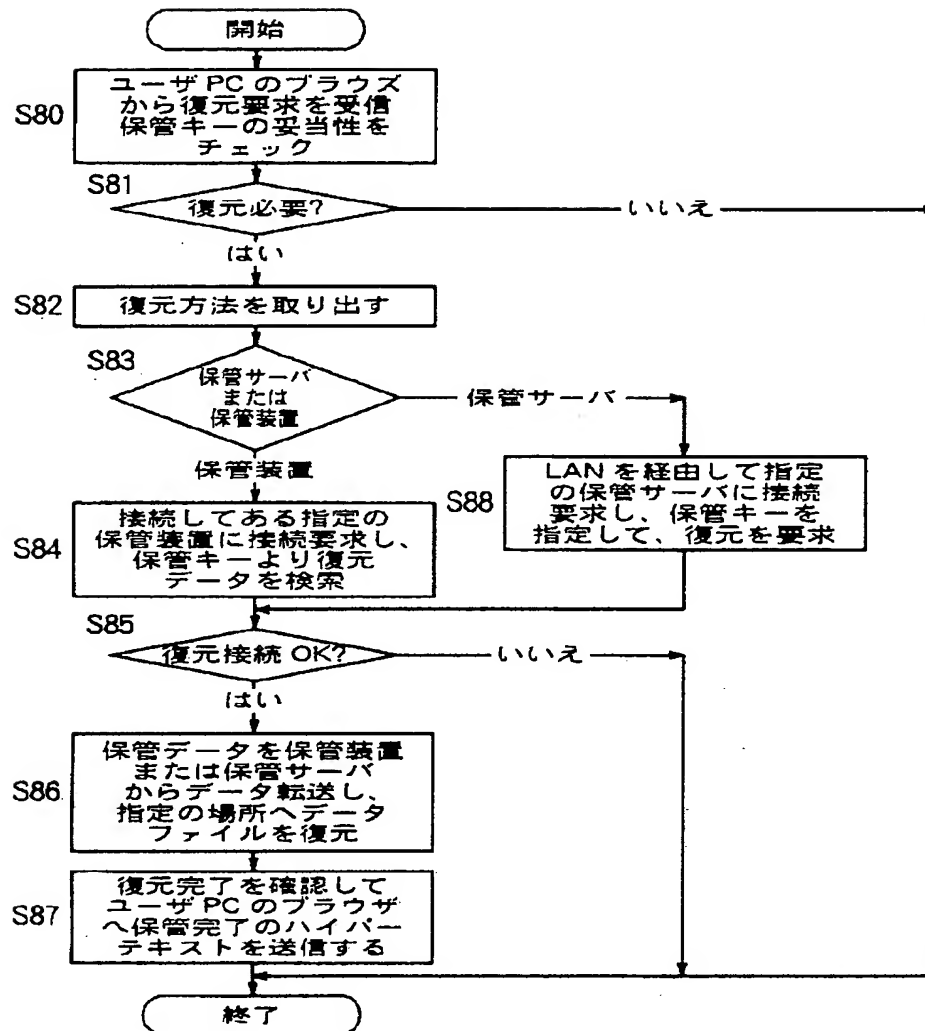 開始
S80
ユーザPCのブラウズ
から復元要求を受信
保管キーの妥当性を
チェック
S81
復元必要?
いいえ
はい
S82
復元方法を取り出す
S83
保管サーバ
または
保管装置
保管サーバ
保管装置
S88
LANを経由して指定
の保管サーバに接続
要求し、保管キーを
指定して、復元を要求
S84
接続してある指定の
保管装置に接続要求し、
保管キーより復元
データを検索
S85
復元接続OK?
いいえ
はい
S86
保管データを保管装置
または保管サーバ
からデータ転送し、
指定の場所へデータ
ファイルを復元
S87
復元完了を確認して
ユーザPCのブラウザ
へ保管完了のハイパー
テキストを送信する
終了